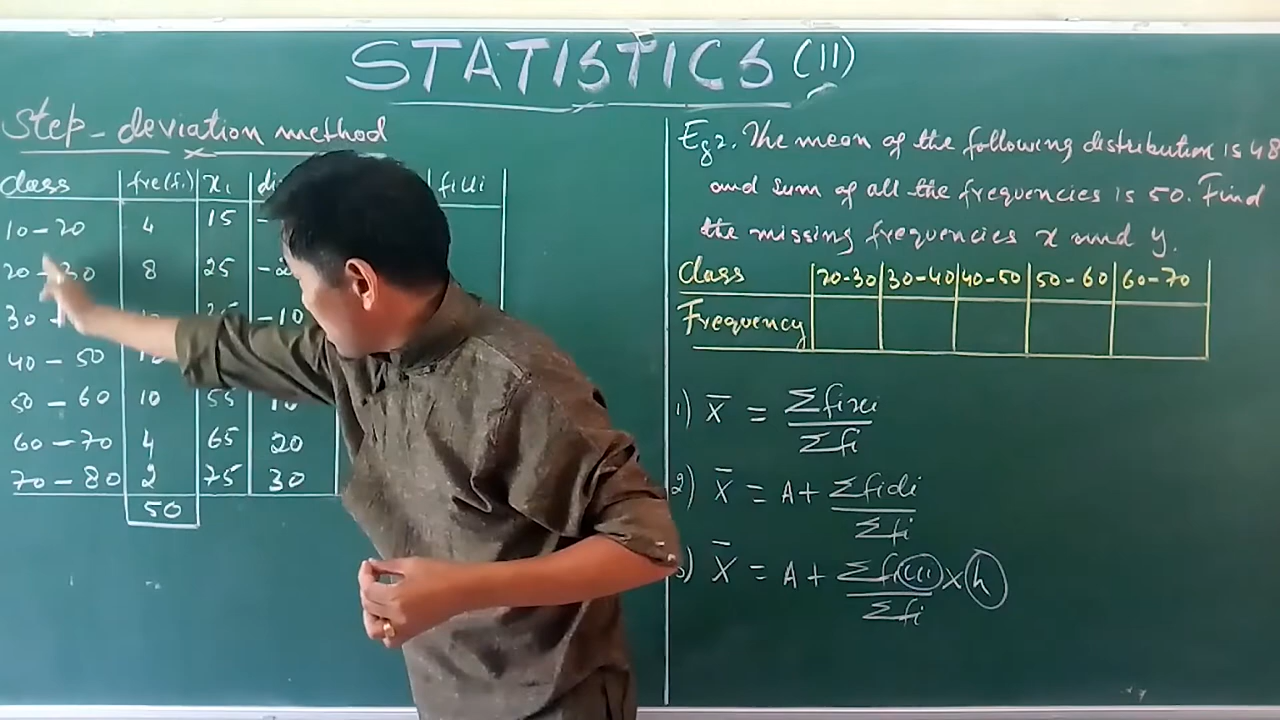 STATISTICS (11)
Step-deviation method
class fre(fi) xi fiui
10-20 4 15 -
20-30 8 25
30 -10
40-50
50-60 10 55 10
60-70 4 65 20
70-80 2 75 30
50
Eg2. The mean of the following distribution is 48
and sum of all the frequencies is 50. Find
the missing frequencies x and y.
class 20-30 30-40 40-50 50-60 60-70
Frequency
1) X̄ = Σfixi / Σfi
2) X̄ = A + Σfidi / Σfi
3) X̄ = A + Σfiui / Σfi × h